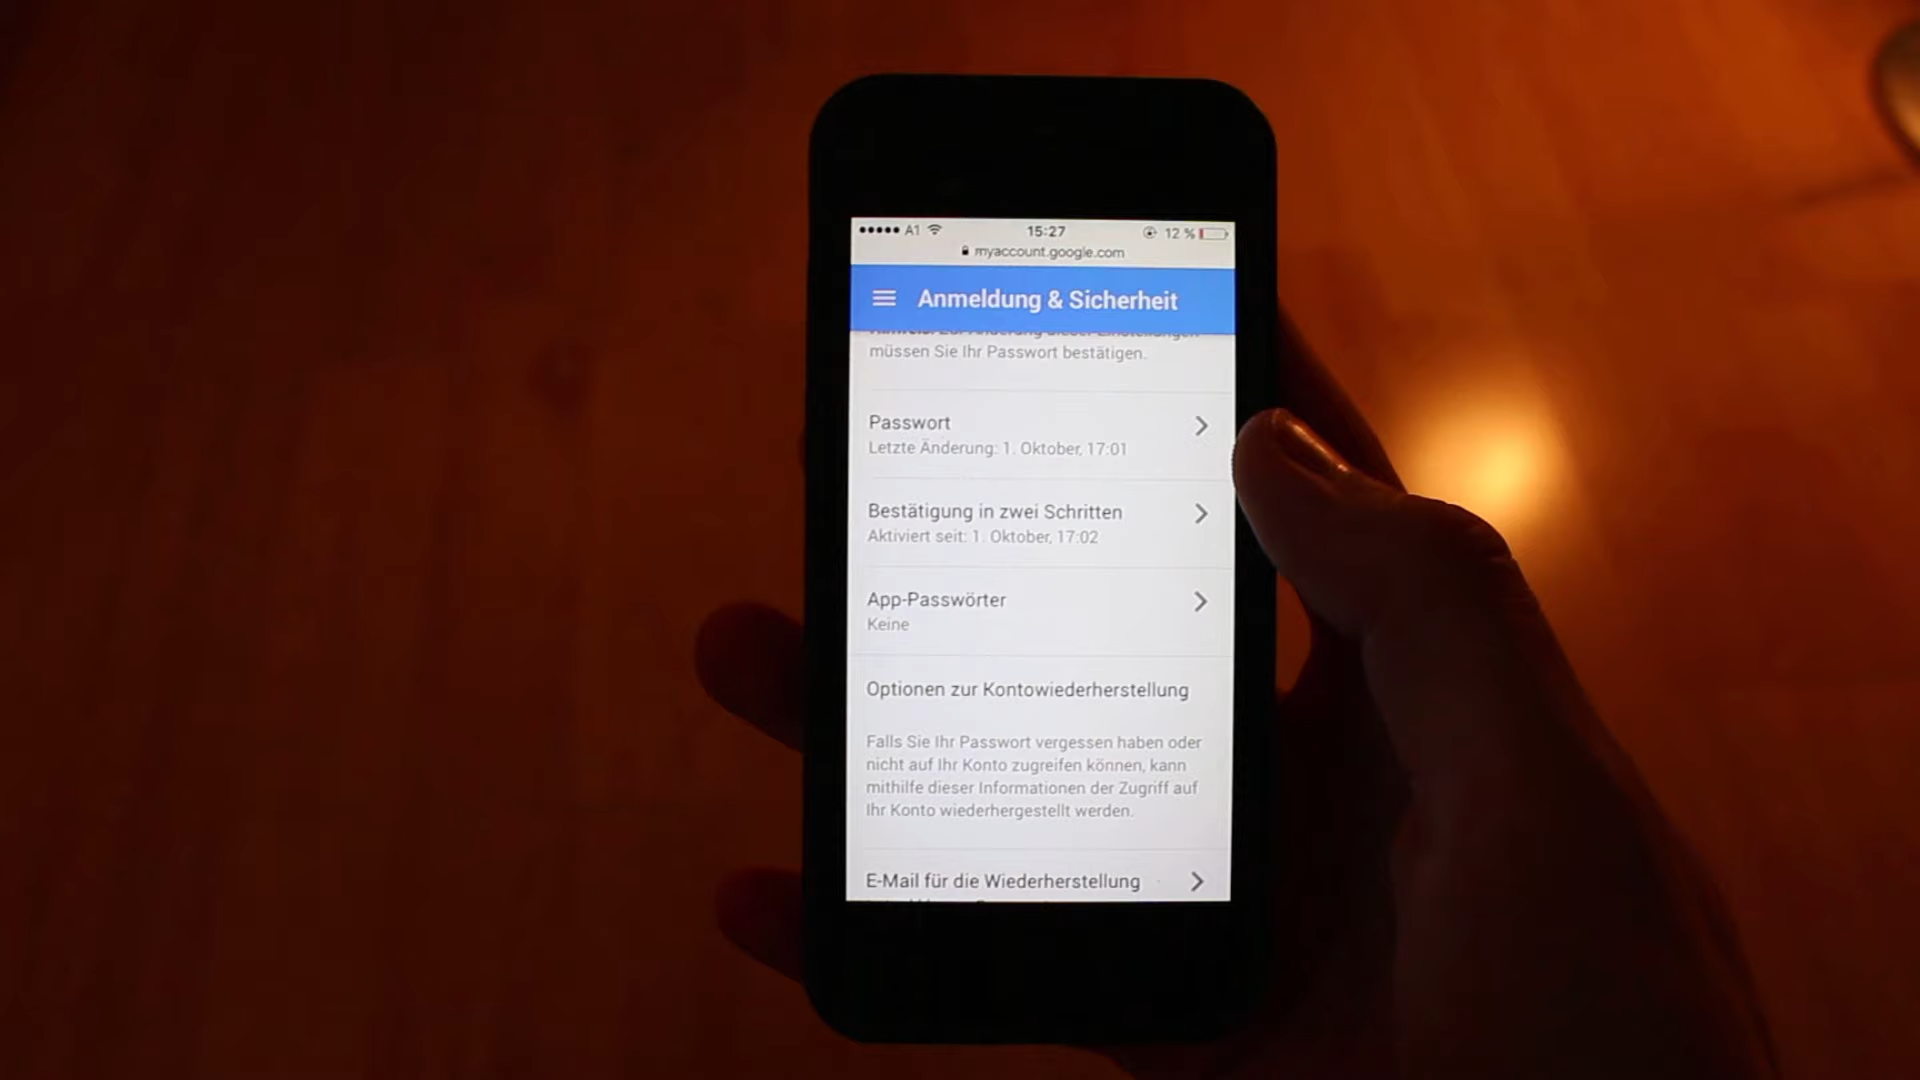 A1 15:27 12 %
myaccount.google.com
Anmeldung & Sicherheit
müssen Sie Ihr Passwort bestätigen.
Passwort
Letzte Änderung: 1. Oktober, 17:01
Bestätigung in zwei Schritten
Aktiviert seit: 1. Oktober, 17:02
App-Passwörter
Keine
Optionen zur Kontowiederherstellung
Falls Sie Ihr Passwort vergessen haben oder
nicht auf Ihr Konto zugreifen können, kann
mithilfe dieser Informationen der Zugriff auf
Ihr Konto wiederhergestellt werden.
E-Mail für die Wiederherstellung